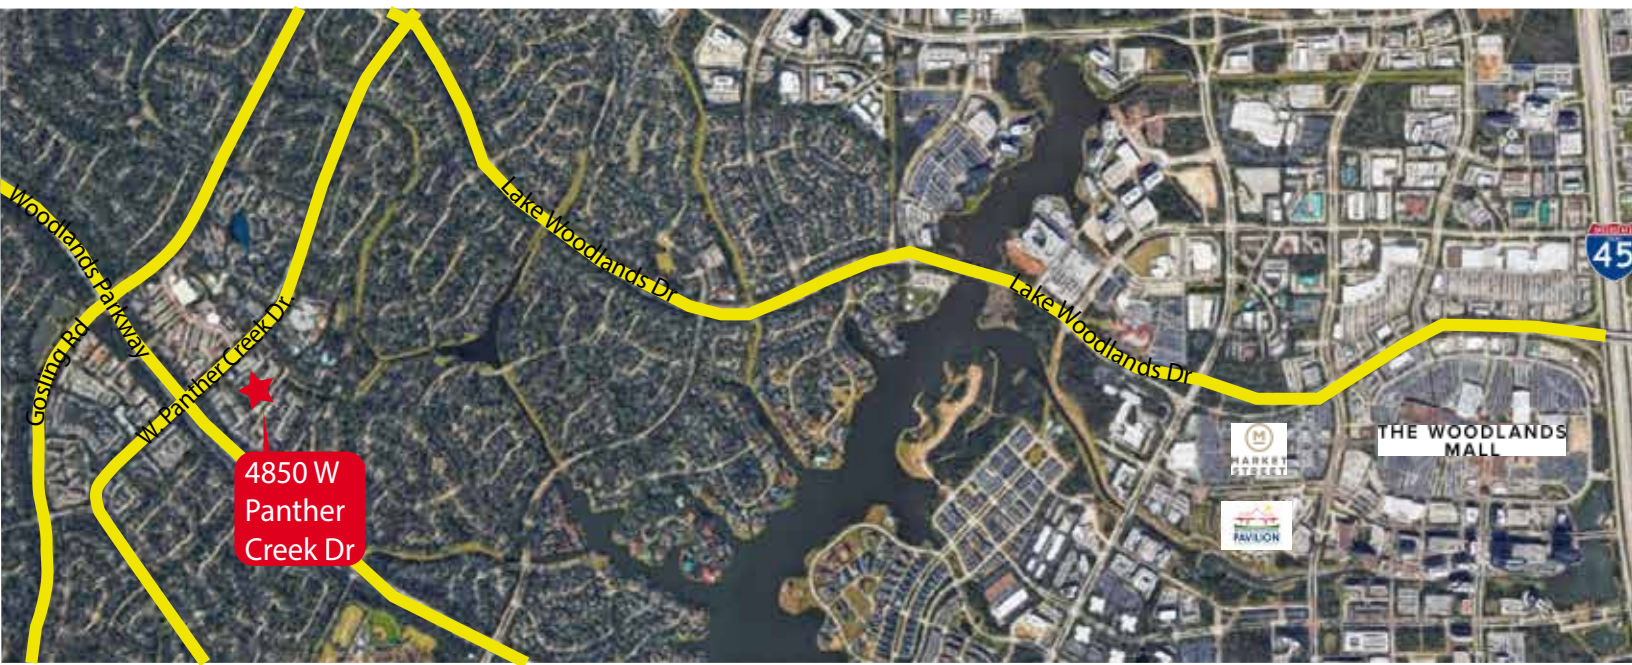 Woodlands Parkway
Gosling Rd
W. Panther Creek Dr.
4850 W
Panther
Creek Dr
Lake Woodlands Dr
Lake Woodlands Dr
45
M
MARKET
STREET
PAVILION
THE WOODLANDS
MALL